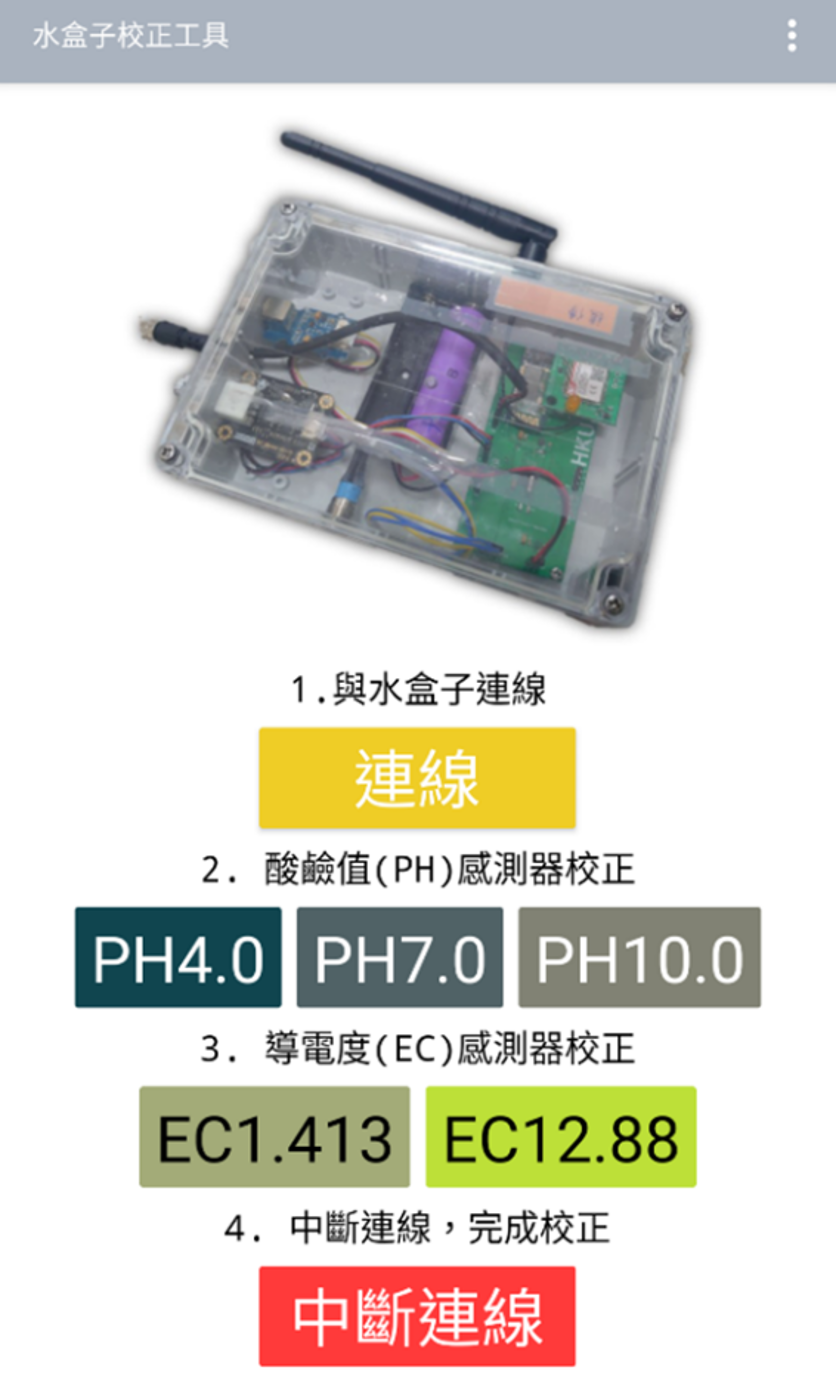 水盒子校正工具
HKU
1.與水盒子連線
連線
2. 酸鹼值(PH)感測器校正
PH4.0 PH7.0 PH10.0
3. 導電度(EC)感測器校正
EC1.413 EC12.88
4. 中斷連線，完成校正
中斷連線